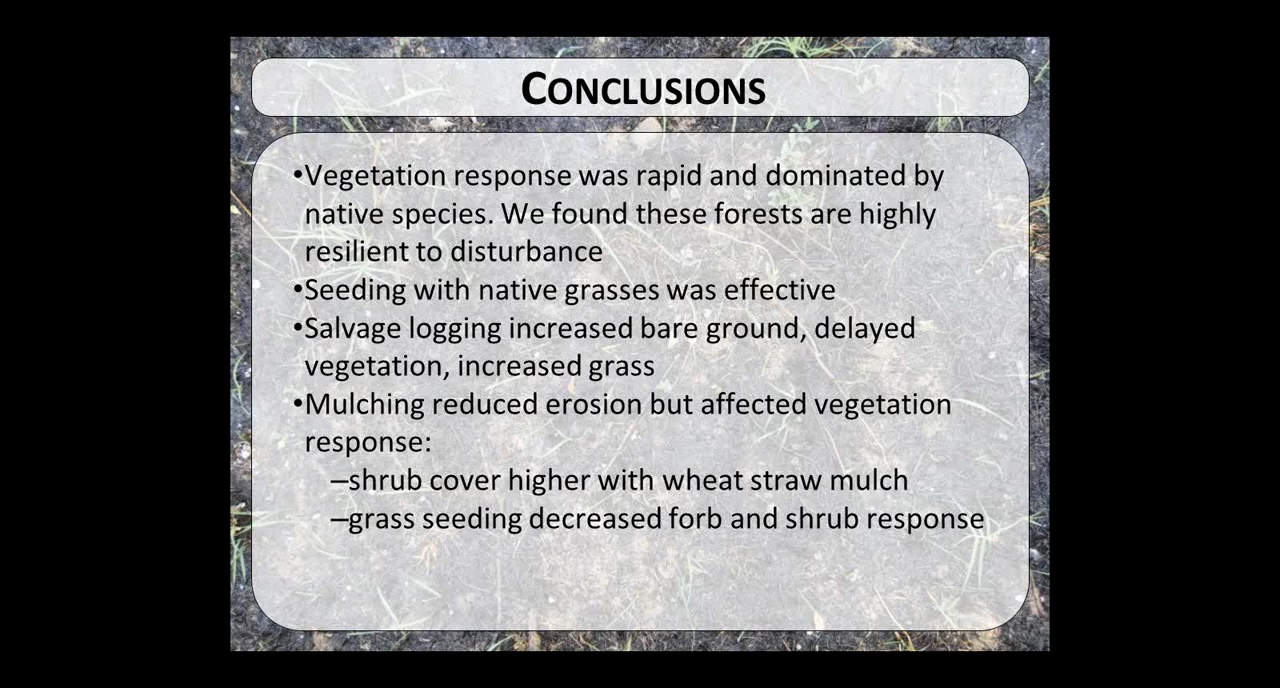 CONCLUSIONS
•Vegetation response was rapid and dominated by
native species. We found these forests are highly
resilient to disturbance
•Seeding with native grasses was effective
•Salvage logging increased bare ground, delayed
vegetation, increased grass
•Mulching reduced erosion but affected vegetation
response:
–shrub cover higher with wheat straw mulch
–grass seeding decreased forb and shrub response